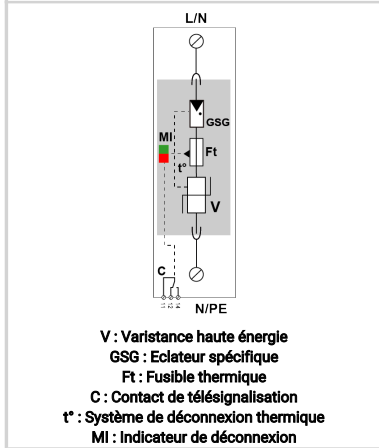 L/N
GSG
MI
Ft
t°
V
C
N/PE
V : Varistance haute énergie
GSG : Eclateur spécifique
Ft : Fusible thermique
C : Contact de télésignalisation
t° : Système de déconnexion thermique
MI : Indicateur de déconnexion